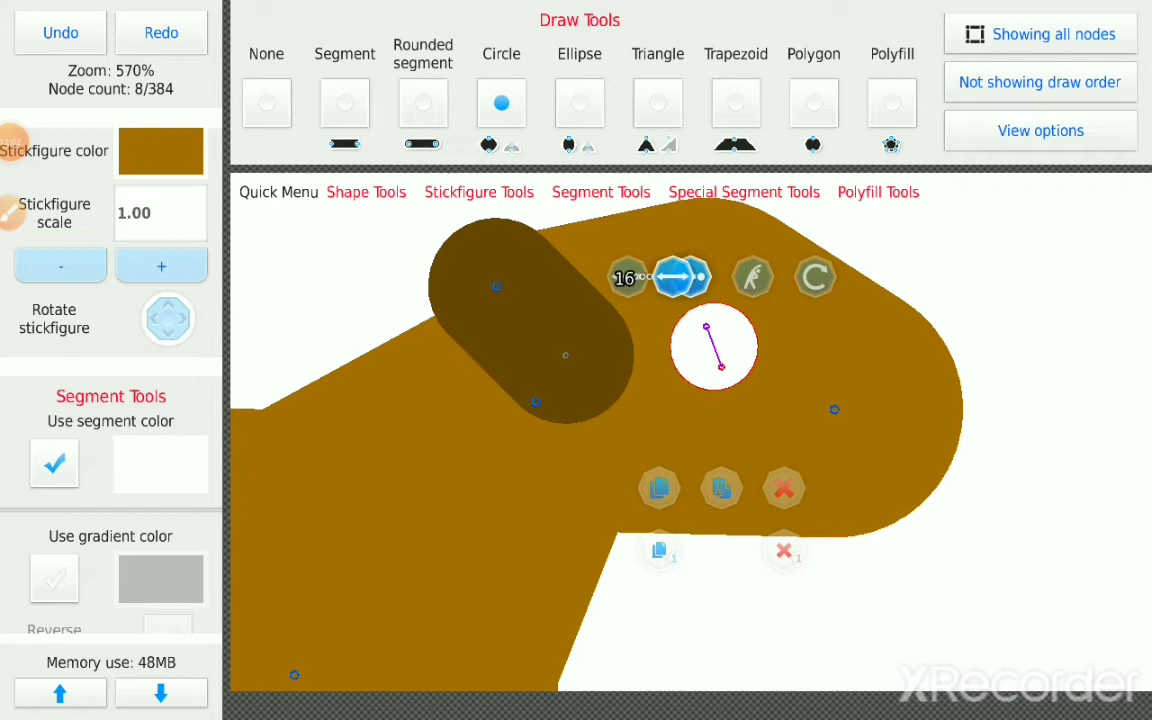 Undo
Redo
Zoom: 570%
Node count: 8/384
Stickfigure color
Stickfigure
scale
1.00
-
+
Rotate
stickfigure
Segment Tools
Use segment color
Use gradient color
Reverse
Memory use: 48MB
Draw Tools
None
Segment
Rounded
segment
Circle
Ellipse
Triangle
Trapezoid
Polygon
Polyfill
Showing all nodes
Not showing draw order
View options
Quick Menu
Shape Tools
Stickfigure Tools
Segment Tools
Special Segment Tools
Polyfill Tools
16
1
1
XRecorder